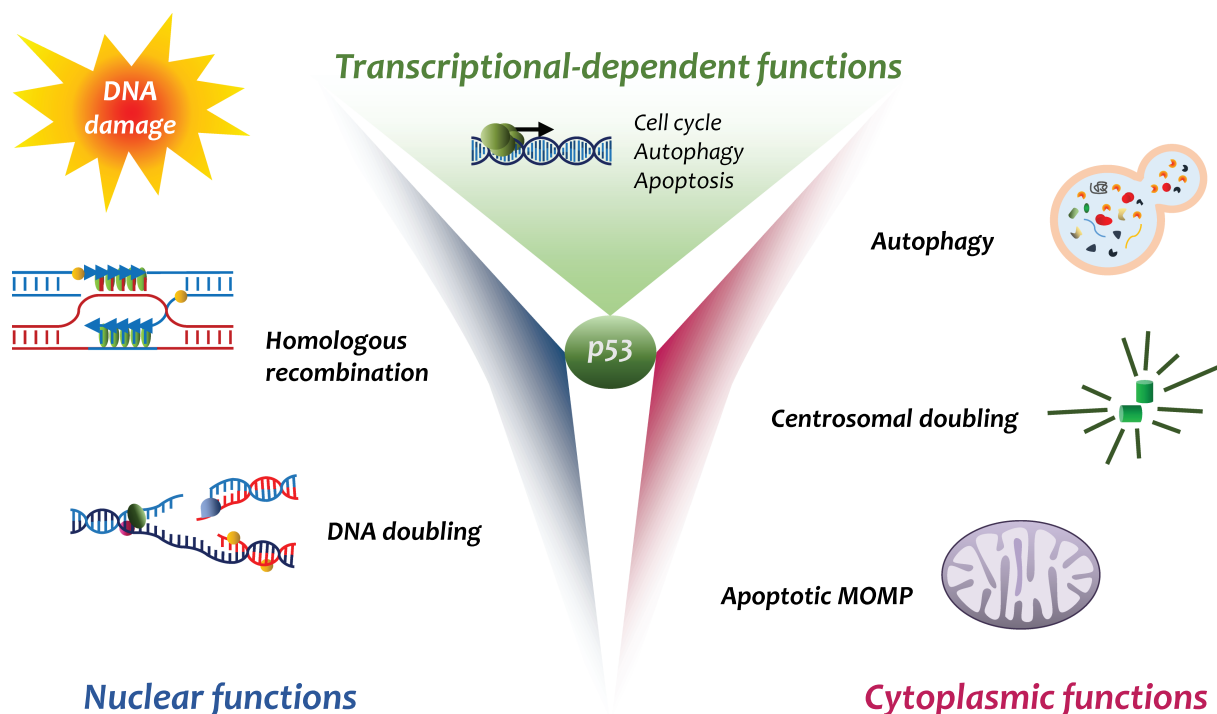 Transcriptional-dependent functions
DNA
damage
Cell cycle
Autophagy
Apoptosis
p53
Homologous
recombination
DNA doubling
Nuclear functions
Autophagy
Centrosomal doubling
Apoptotic MOMP
Cytoplasmic functions